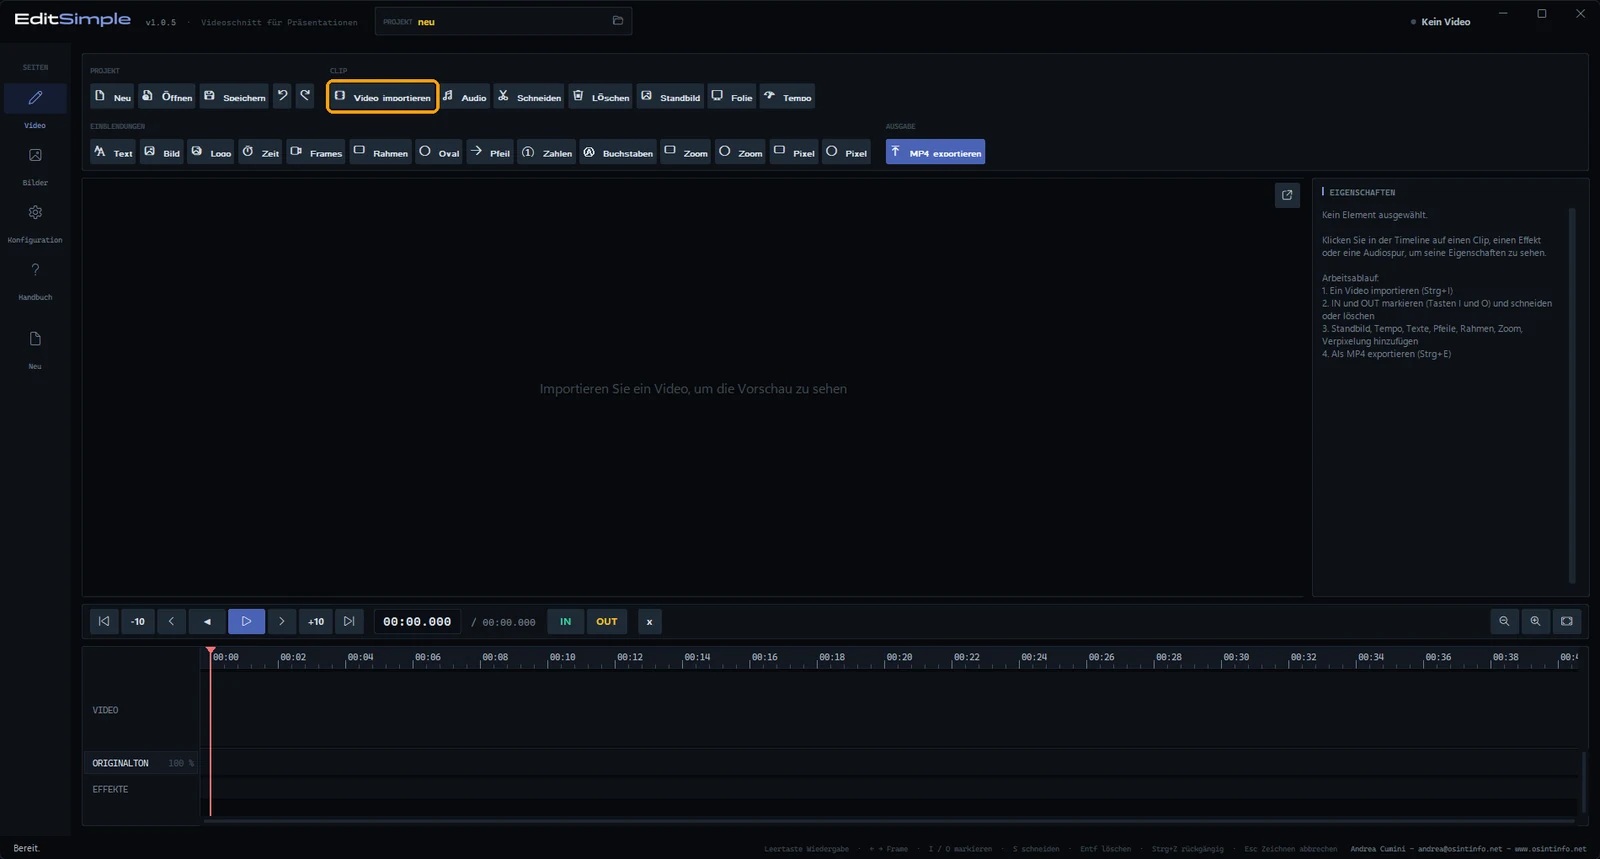 EditSimple v1.0.5 · Videoschnitt für Präsentationen
PROJEKT neu
Kein Video
SEITEN
Video
Bilder
Konfiguration
Handbuch
Neu
PROJEKT
Neu Öffnen Speichern
CLIP
Video importieren Audio Schneiden Löschen Standbild Folie Tempo
EINBLENDUNGEN
Text Bild Logo Zeit Frames Rahmen Oval Pfeil Zahlen Buchstaben Zoom Zoom Pixel Pixel
AUSGABE
MP4 exportieren
Importieren Sie ein Video, um die Vorschau zu sehen
EIGENSCHAFTEN
Kein Element ausgewählt.
Klicken Sie in der Timeline auf einen Clip, einen Effekt
oder eine Audiospur, um seine Eigenschaften zu sehen.
Arbeitsablauf:
1. Ein Video importieren (Strg+I)
2. IN und OUT markieren (Tasten I und O) und schneiden
oder löschen
3. Standbild, Tempo, Texte, Pfeile, Rahmen, Zoom,
Verpixelung hinzufügen
4. Als MP4 exportieren (Strg+E)
-10 +10 00:00.000 / 00:00.000 IN OUT x
00:00 00:02 00:04 00:06 00:08 00:10 00:12 00:14 00:16 00:18 00:20 00:22 00:24 00:26 00:28 00:30 00:32 00:34 00:36 00:38
VIDEO
ORIGINALTON 100 %
EFFEKTE
Bereit.
Leertaste Wiedergabe · ← → Frame · I / O markieren · S schneiden · Entf löschen · Strg+Z rückgängig · Esc Zeichnen abbrechen
Andrea Cumini – andrea@osintinfo.net – www.osintinfo.net